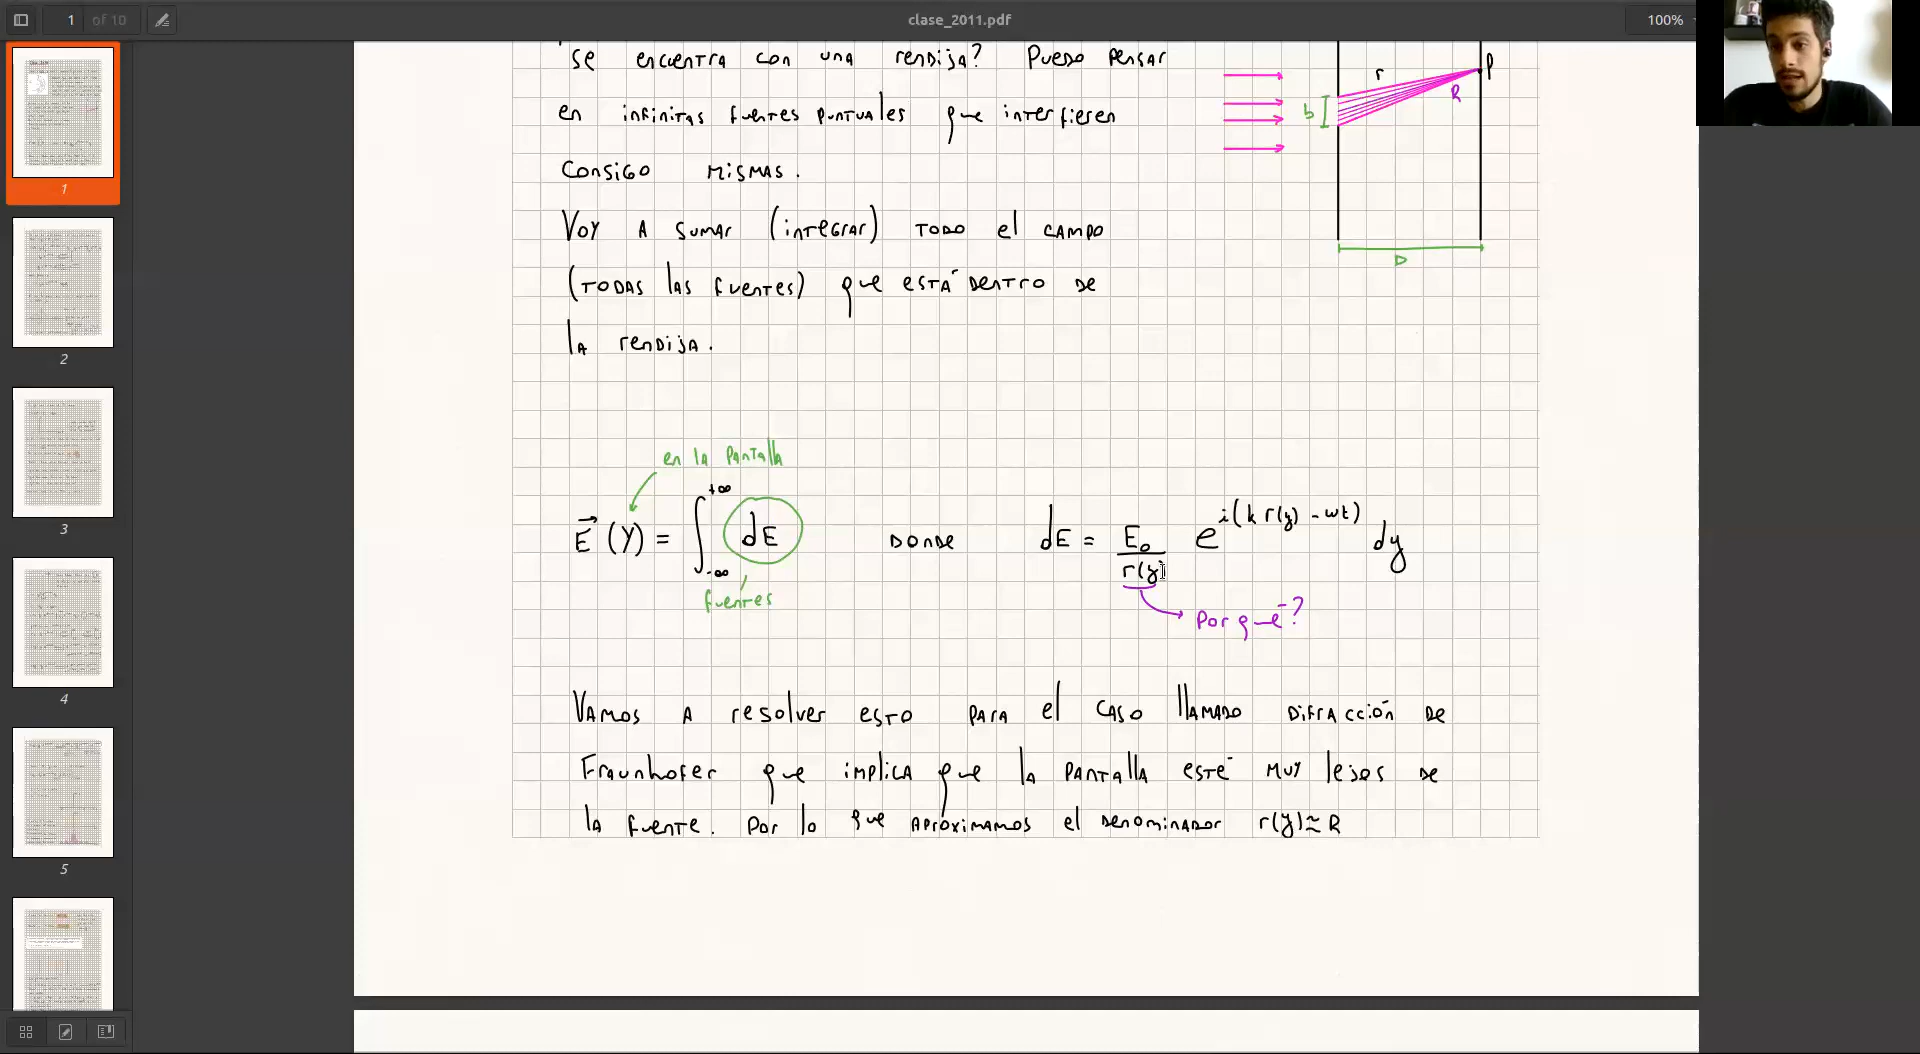 1 of 10
clase_2011.pdf
100%
se encuentra con una rendija? Puedo pensar
en infinitas fuentes puntuales que interfieren
consigo mismas.
Voy a sumar (integrar) todo el campo
(todas las fuentes) que está dentro de
la rendija.
r
P
R
b
D
en la pantalla
E⃗ (Y) = ∫_{-∞}^{+∞} dE donde dE = E₀/r(y) e^{i(k r(y) - wt)} dy
fuentes
Por qué?
Vamos a resolver esto para el caso llamado difracción de
Fraunhofer que implica que la pantalla esté muy lejos de
la fuente. Por lo que aproximamos el denominador r(y)≃R
1
2
3
4
5